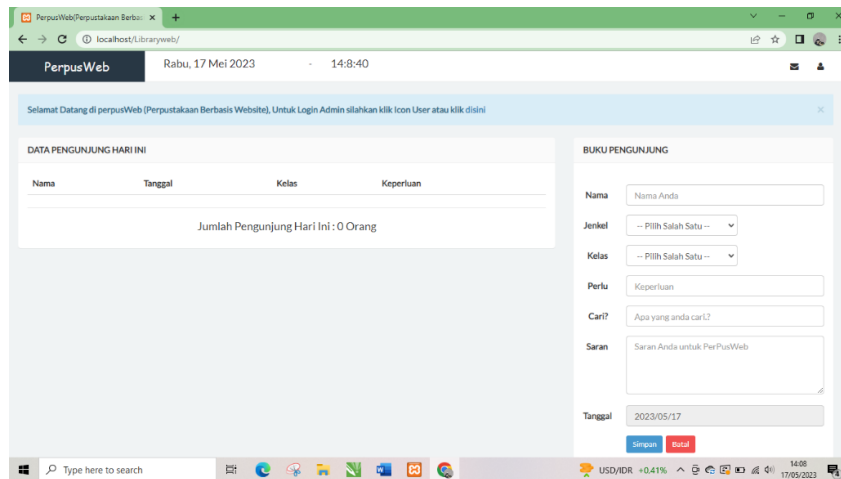 PerpusWeb(Perpustakaan Berbas
localhost/Libraryweb/
PerpusWeb
Rabu, 17 Mei 2023 - 14:8:40
Selamat Datang di perpusWeb (Perpustakaan Berbasis Website), Untuk Login Admin silahkan klik Icon User atau klik disini
DATA PENGUNJUNG HARI INI
Nama Tanggal Kelas Keperluan
Jumlah Pengunjung Hari Ini : 0 Orang
BUKU PENGUNJUNG
Nama Nama Anda
Jenkel -- Pilih Salah Satu --
Kelas -- Pilih Salah Satu --
Perlu Keperluan
Cari? Apa yang anda cari.?
Saran Saran Anda untuk PerPusWeb
Tanggal 2023/05/17
Simpan Batal
Type here to search
USD/IDR +0.41%
14:08
17/05/2023